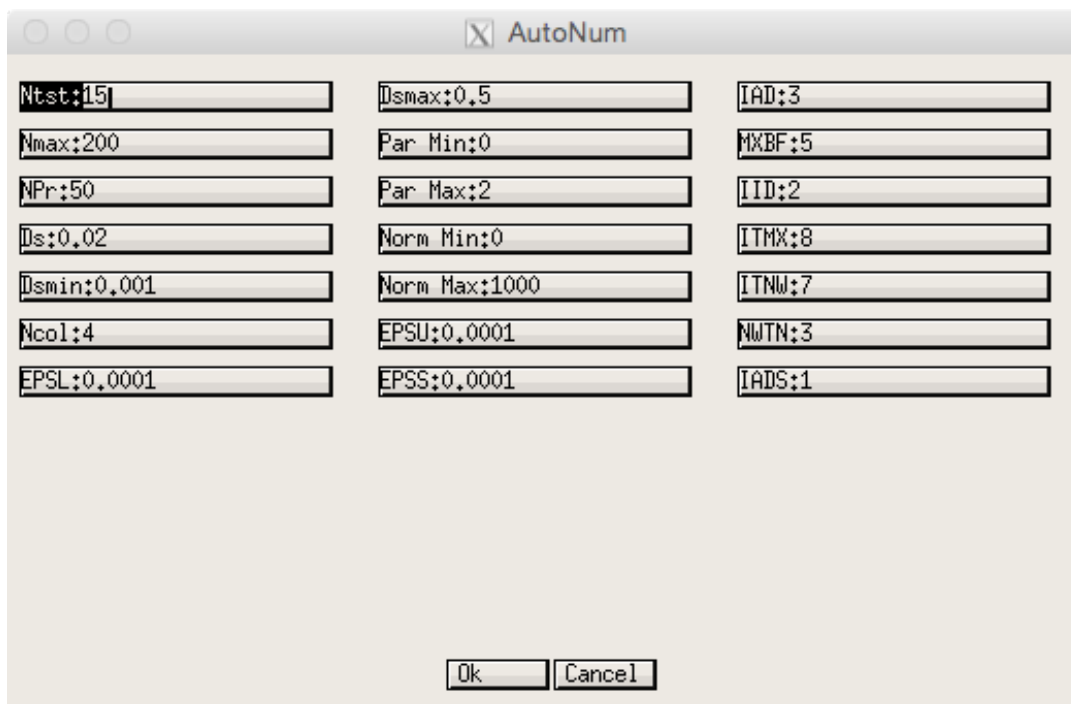 AutoNum
Ntst:15
Nmax:200
NPr:50
Ds:0.02
Dsmin:0.001
Ncol:4
EPSL:0.0001
Dsmax:0.5
Par Min:0
Par Max:2
Norm Min:0
Norm Max:1000
EPSU:0.0001
EPSS:0.0001
IAD:3
MXBF:5
IID:2
ITMX:8
ITNW:7
NWTN:3
IADS:1
Ok Cancel